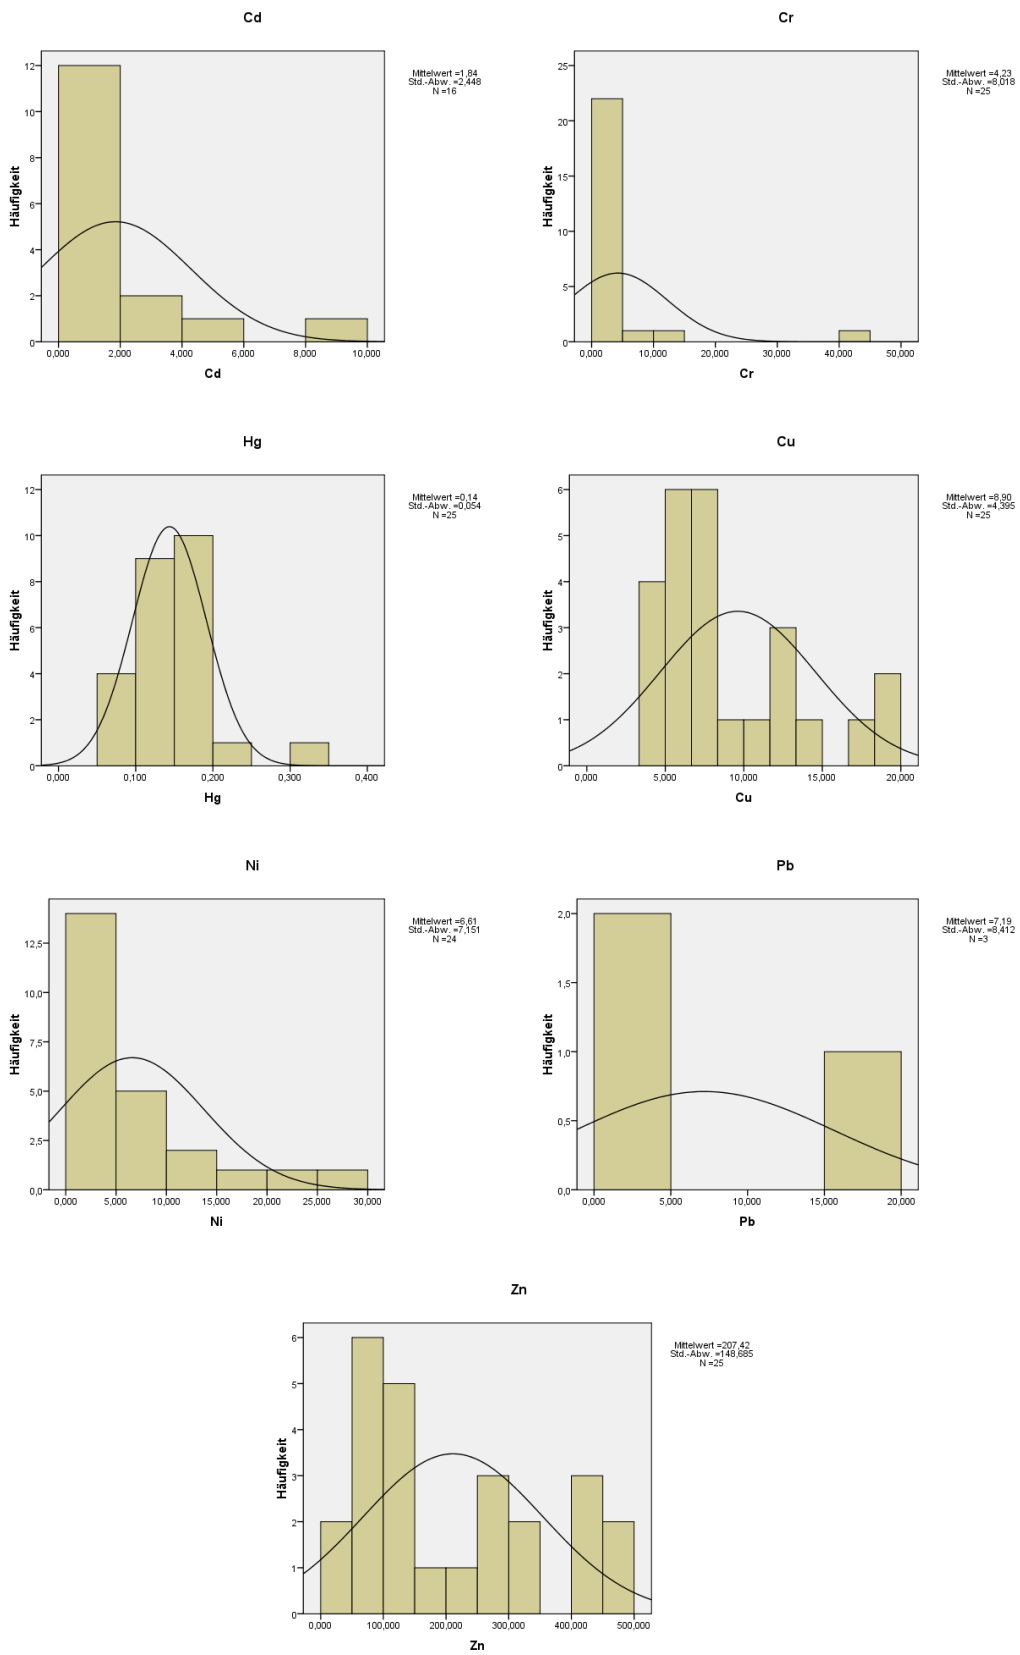 Cd
Mittelwert =1,84
Std.-Abw. =2,448
N =16
Häufigkeit
12
10
8
6
4
2
0
0,000 2,000 4,000 6,000 8,000 10,000
Cd
Cr
Mittelwert =4,23
Std.-Abw. =8,018
N =25
Häufigkeit
25
20
15
10
5
0
0,000 10,000 20,000 30,000 40,000 50,000
Cr
Hg
Mittelwert =0,14
Std.-Abw. =0,054
N =25
Häufigkeit
12
10
8
6
4
2
0
0,000 0,100 0,200 0,300 0,400
Hg
Cu
Mittelwert =8,90
Std.-Abw. =4,395
N =25
Häufigkeit
6
5
4
3
2
1
0
0,000 5,000 10,000 15,000 20,000
Cu
Ni
Mittelwert =6,61
Std.-Abw. =7,151
N =24
Häufigkeit
12,5
10,0
7,5
5,0
2,5
0,0
0,000 5,000 10,000 15,000 20,000 25,000 30,000
Ni
Pb
Mittelwert =7,19
Std.-Abw. =8,412
N =3
Häufigkeit
2,0
1,5
1,0
0,5
0,0
0,000 5,000 10,000 15,000 20,000
Pb
Zn
Mittelwert =207,42
Std.-Abw. =148,685
N =25
Häufigkeit
6
5
4
3
2
1
0
0,000 100,000 200,000 300,000 400,000 500,000
Zn